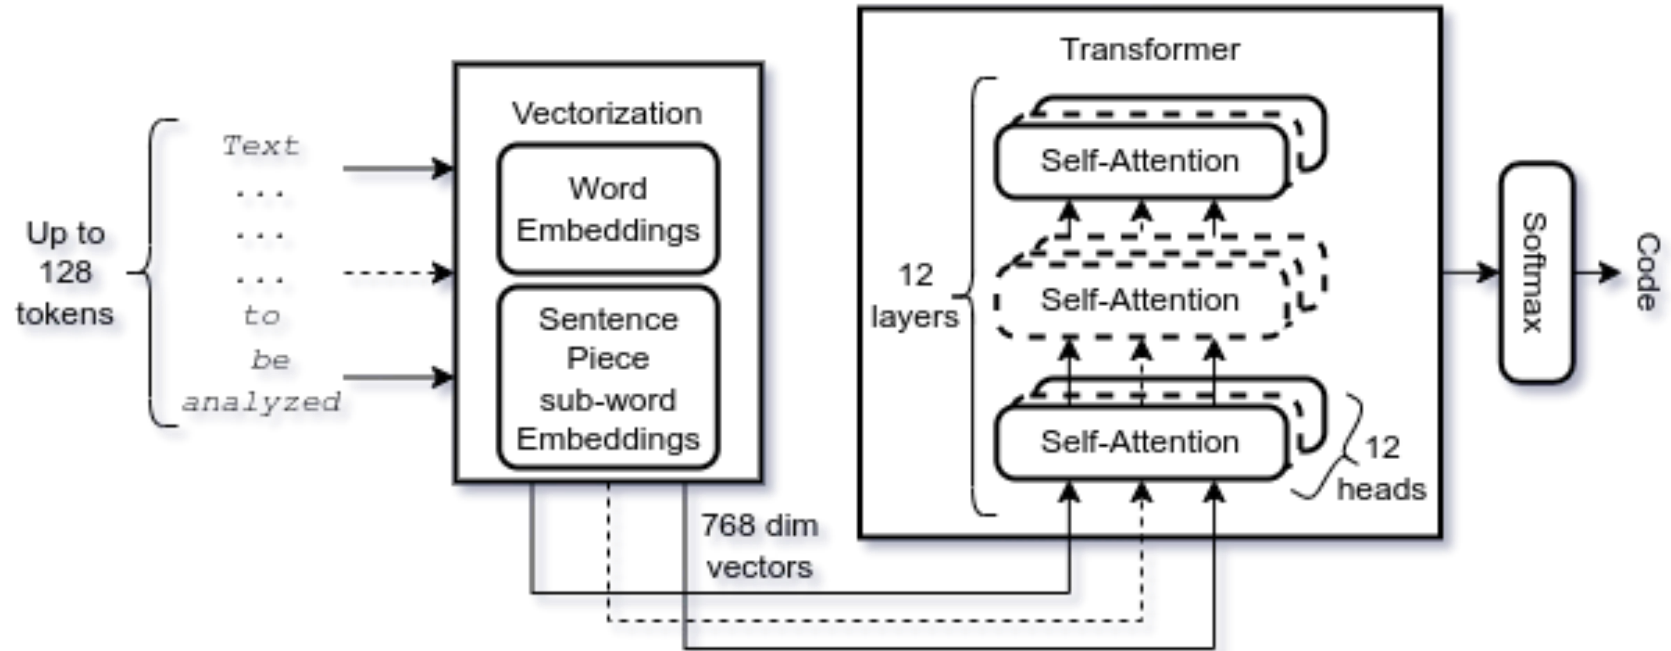 Up to
128
tokens
Text
...
...
...
to
be
analyzed
Vectorization
Word
Embeddings
Sentence
Piece
sub-word
Embeddings
768 dim
vectors
Transformer
12
layers
Self-Attention
Self-Attention
Self-Attention
12
heads
Softmax
Code